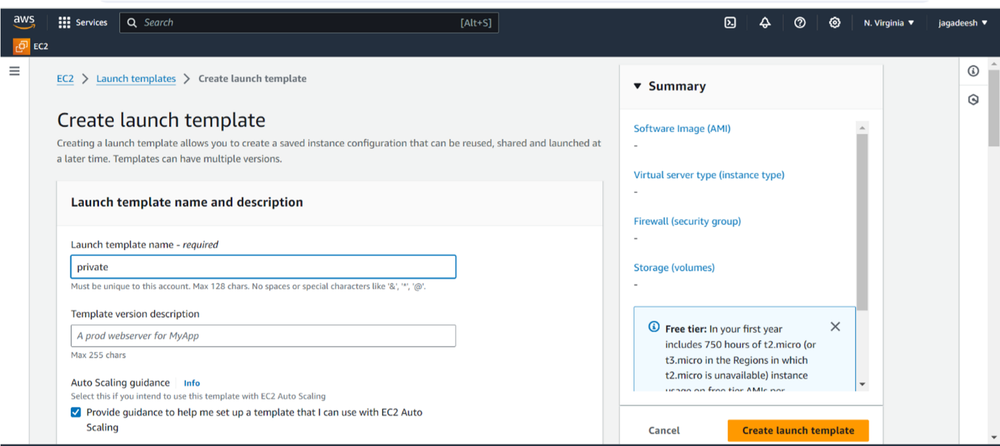 aws
Services
Search
[Alt+S]
N. Virginia ▼
jagadeesh ▼
EC2
EC2 > Launch templates > Create launch template
Create launch template
Creating a launch template allows you to create a saved instance configuration that can be reused, shared and launched at
a later time. Templates can have multiple versions.
Launch template name and description
Launch template name - required
private
Must be unique to this account. Max 128 chars. No spaces or special characters like '&', '*', '@'.
Template version description
A prod webserver for MyApp
Max 255 chars
Auto Scaling guidance
Info
Select this if you intend to use this template with EC2 Auto Scaling
Provide guidance to help me set up a template that I can use with EC2 Auto
Scaling
▼ Summary
Software Image (AMI)
-
Virtual server type (instance type)
-
Firewall (security group)
-
Storage (volumes)
-
Free tier: In your first year
includes 750 hours of t2.micro (or
t3.micro in the Regions in which
t2.micro is unavailable) instance
usage on free tier AMIs per
Cancel
Create launch template